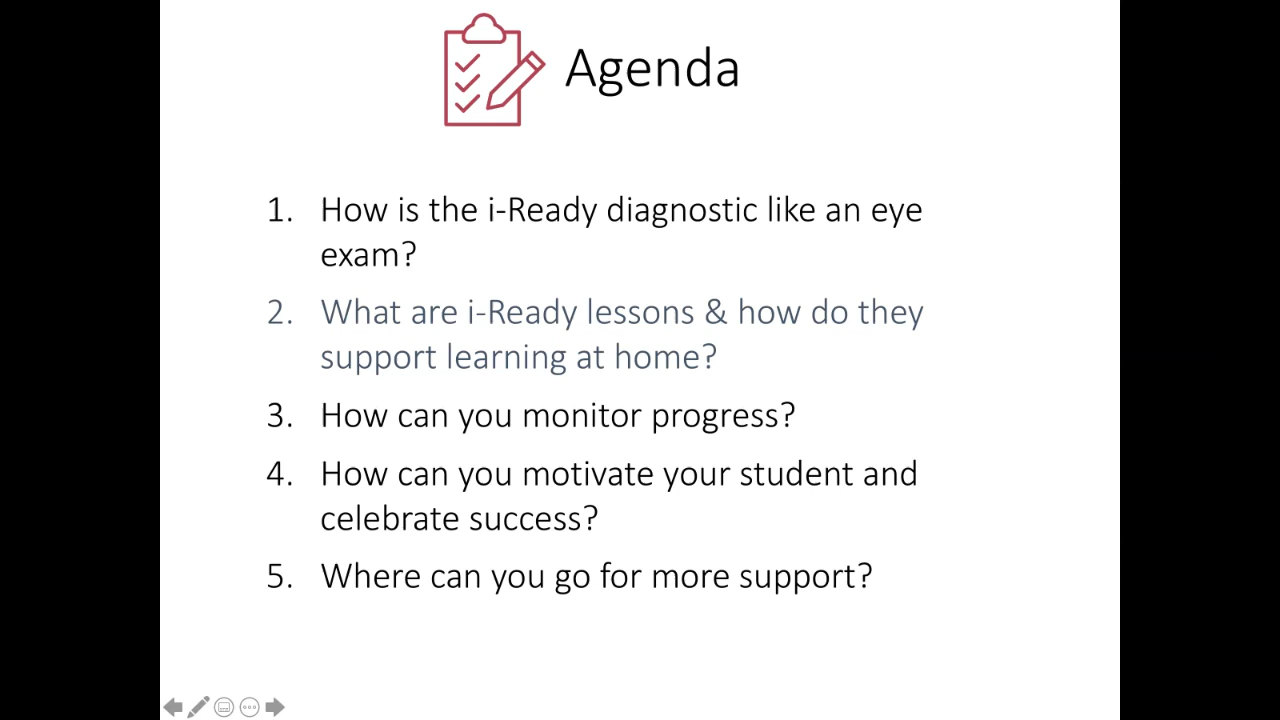 Agenda
1. How is the i-Ready diagnostic like an eye
exam?
2. What are i-Ready lessons & how do they
support learning at home?
3. How can you monitor progress?
4. How can you motivate your student and
celebrate success?
5. Where can you go for more support?